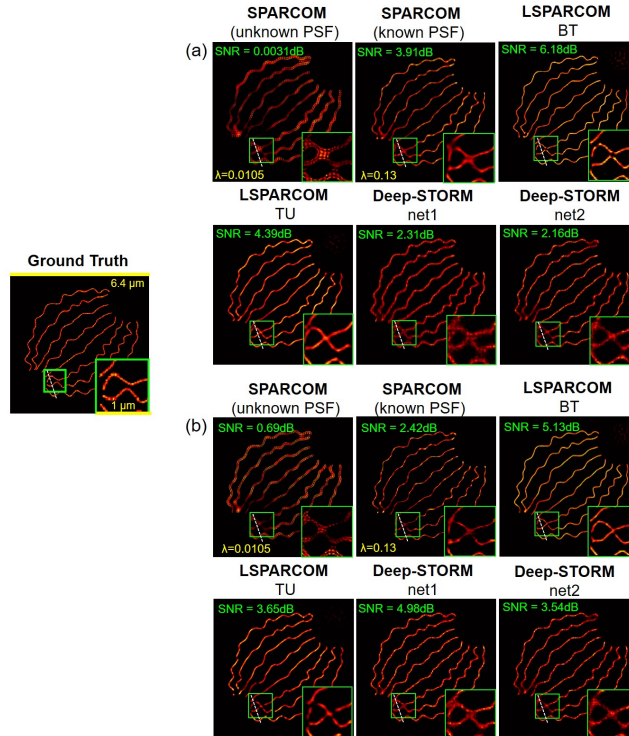 SPARCOM
(unknown PSF)
SPARCOM
(known PSF)
LSPARCOM
BT
(a)
SNR = 0.0031dB
SNR = 3.91dB
SNR = 6.18dB
λ=0.0105
λ=0.13
LSPARCOM
TU
Deep-STORM
net1
Deep-STORM
net2
SNR = 4.39dB
SNR = 2.31dB
SNR = 2.16dB
Ground Truth
6.4 µm
1 µm
SPARCOM
(unknown PSF)
SPARCOM
(known PSF)
LSPARCOM
BT
(b)
SNR = 0.69dB
SNR = 2.42dB
SNR = 5.13dB
λ=0.0105
λ=0.13
LSPARCOM
TU
Deep-STORM
net1
Deep-STORM
net2
SNR = 3.65dB
SNR = 4.98dB
SNR = 3.54dB